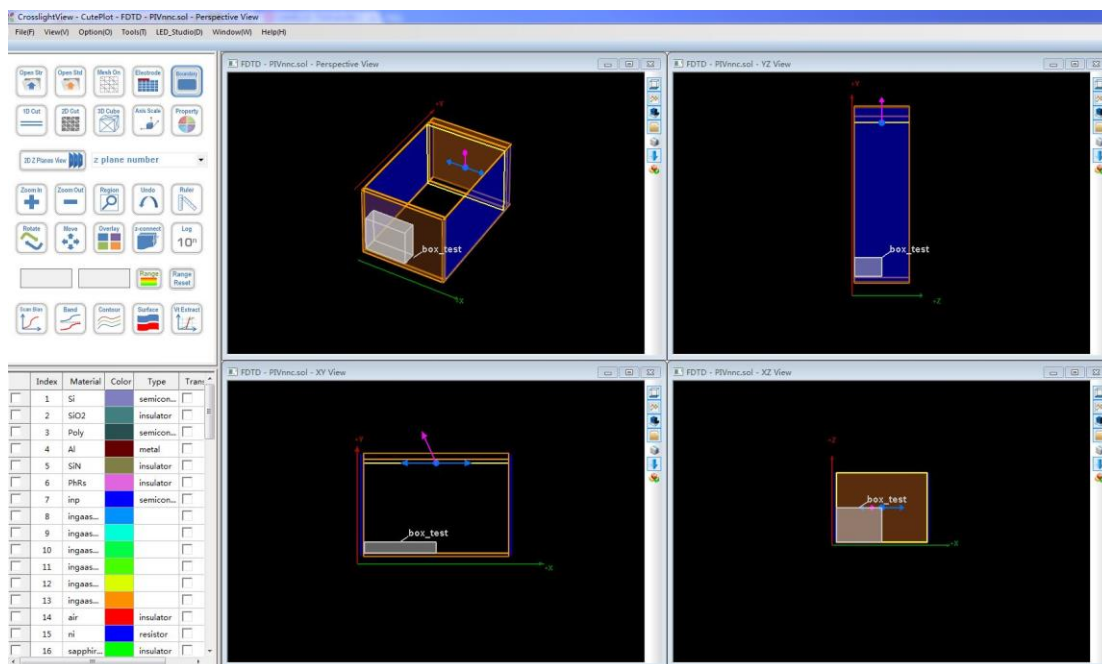 CrosslightView - CutePlot - FDTD - PIVnnc.sol - Perspective View
File(F) View(V) Option(O) Tools(T) LED_Studio(D) Window(W) Help(H)
Open Str Open Std Mesh On Electrode Boundary
1D Cut 2D Cut 3D Cube Axis Scale Property
2D Z Planes View z plane number
Zoom In Zoom Out Region Undo Ruler
Rotate Move Overlay z-connect Log
10ⁿ
Range Range Reset
Scan Bias Band Contour Surface Vt Extract
Index Material Color Type Trans
1 Si semicon...
2 SiO2 insulator
3 Poly semicon...
4 Al metal
5 SiN insulator
6 PhRs insulator
7 inp semicon...
8 ingaas...
9 ingaas...
10 ingaas...
11 ingaas...
12 ingaas...
13 ingaas...
14 air insulator
15 ni resistor
16 sapphir... insulator
FDTD - PIVnnc.sol - Perspective View
+Y
box_test
+X
FDTD - PIVnnc.sol - YZ View
+Y
box_test
+Z
FDTD - PIVnnc.sol - XY View
+Y
box_test
+X
FDTD - PIVnnc.sol - XZ View
+Z
box_test
+X